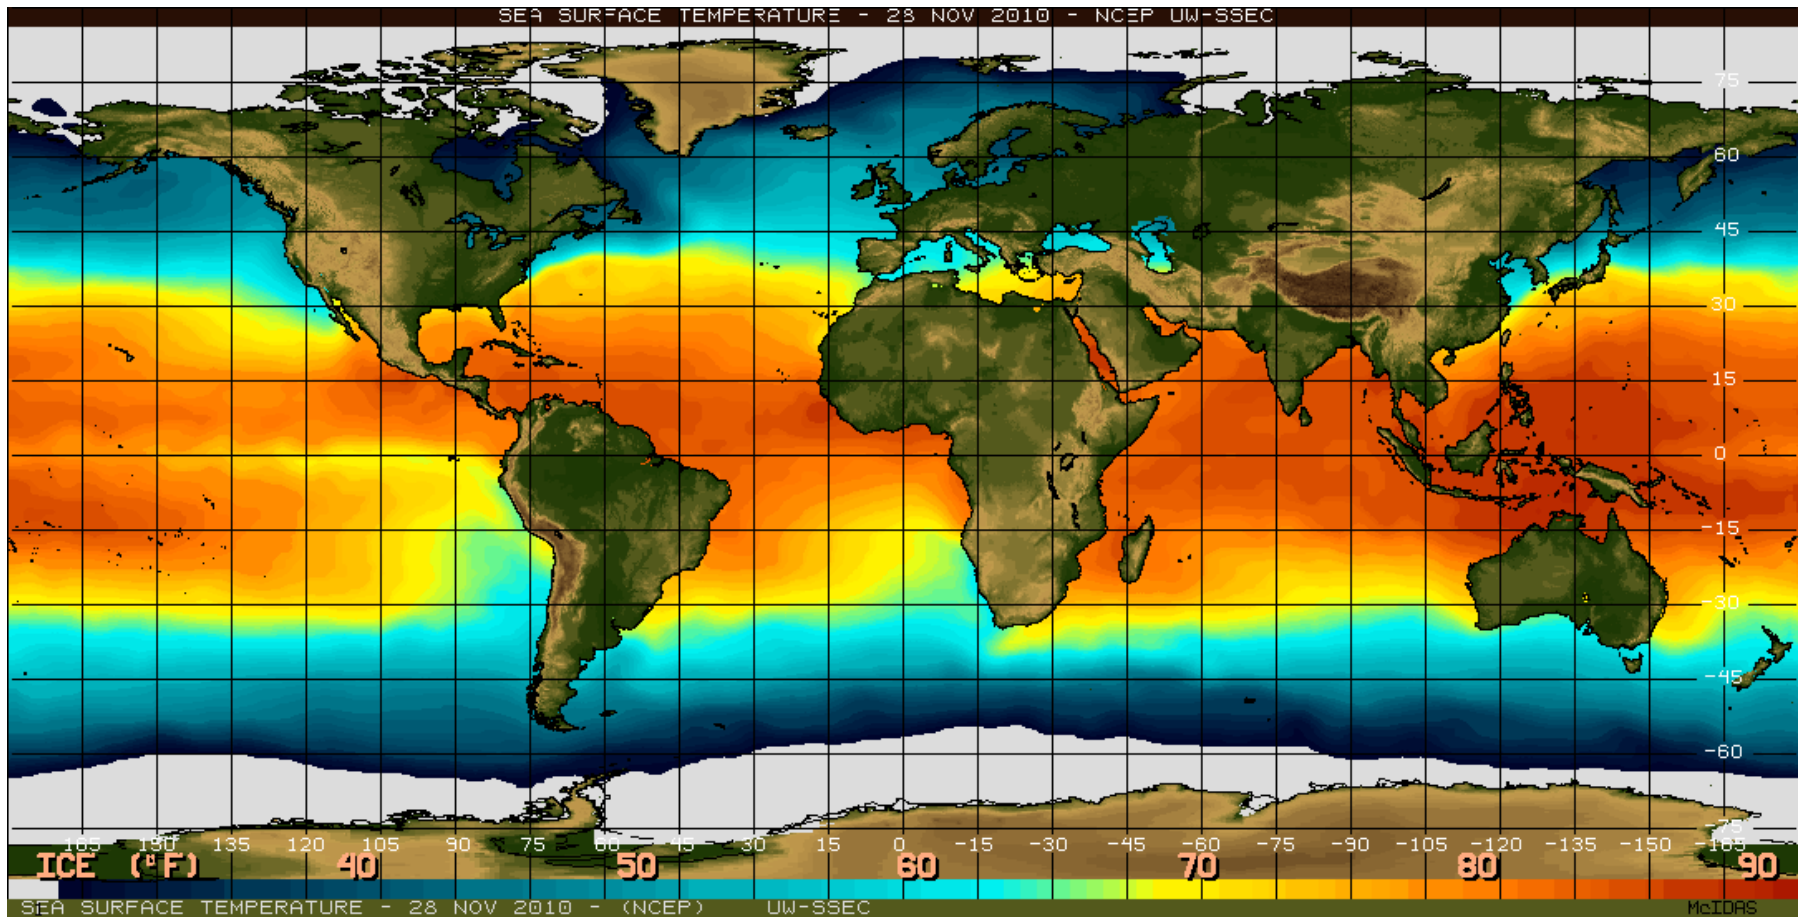 SEA SURFACE TEMPERATURE - 28 NOV 2010 - NCEP UW-SSEC
75
60
45
30
15
0
-15
-30
-45
-60
-75
165 150 135 120 105 90 75 60 45 30 15 0 -15 -30 -45 -60 -75 -90 -105 -120 -135 -150 -165
ICE (°F) 40 50 60 70 80 90
SEA SURFACE TEMPERATURE - 28 NOV 2010 - (NCEP) UW-SSEC McIDAS